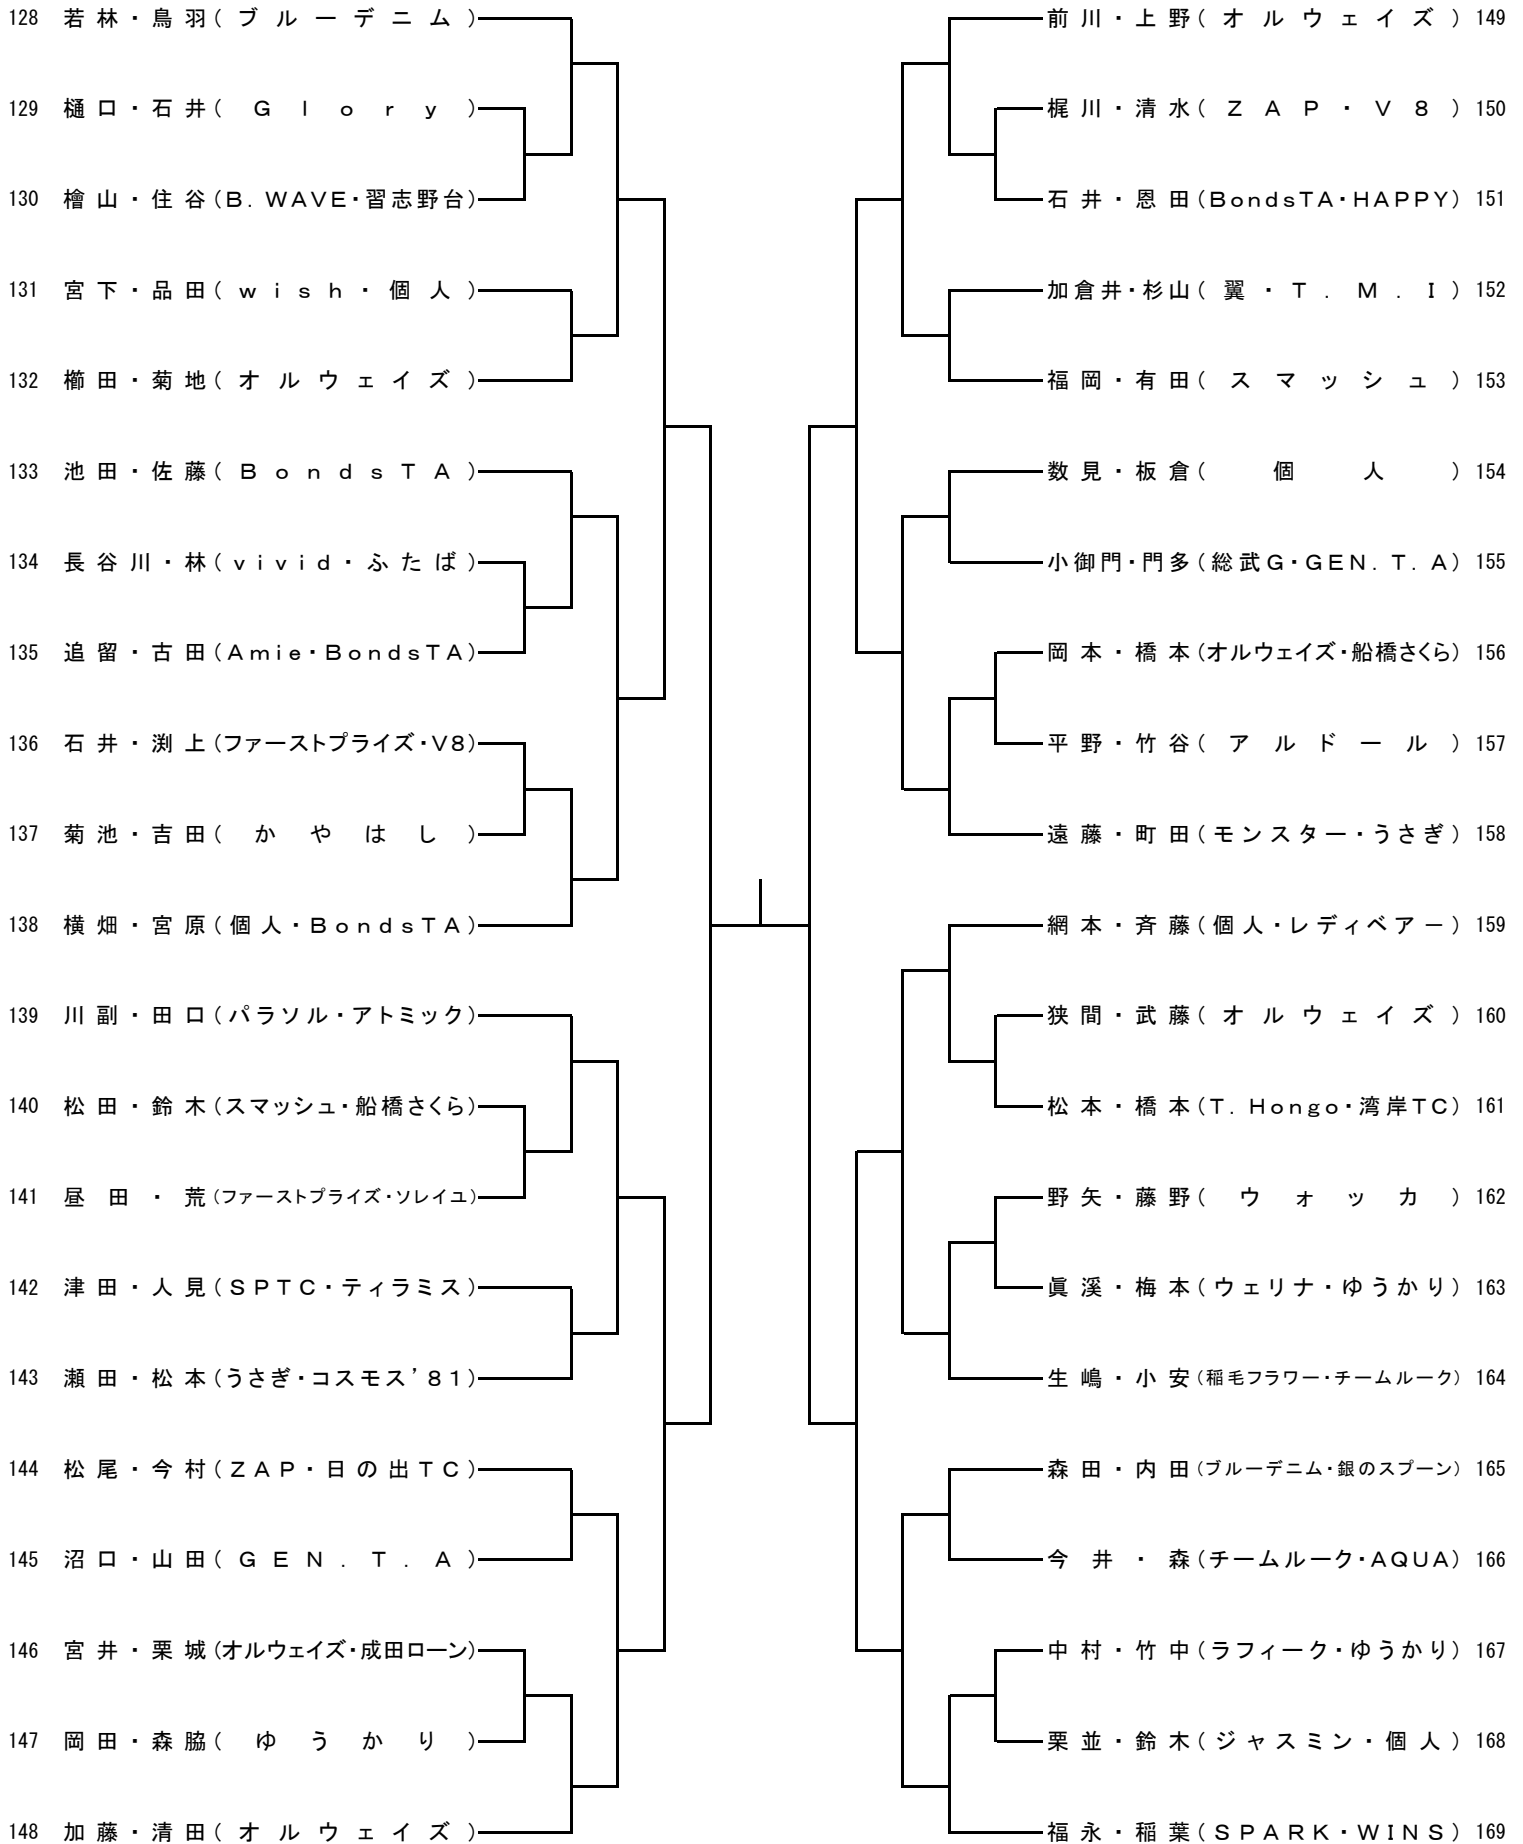 128 若林・鳥羽(ブルーデニム)
129 樋口・石井(Glory)
130 檜山・住谷(B.WAVE・習志野台)
131 宮下・品田(wish・個人)
132 櫛田・菊地(オルウェイズ)
133 池田・佐藤(BondsTA)
134 長谷川・林(vivid・ふたば)
135 追留・古田(Amie・BondsTA)
136 石井・渕上(ファーストプライズ・V8)
137 菊池・吉田(かやはし)
138 横畑・宮原(個人・BondsTA)
139 川副・田口(パラソル・アトミック)
140 松田・鈴木(スマッシュ・船橋さくら)
141 昼田・荒(ファーストプライズ・ソレイユ)
142 津田・人見(SPTC・ティラミス)
143 瀬田・松本(うさぎ・コスモス’81)
144 松尾・今村(ZAP・日の出TC)
145 沼口・山田(GEN.T.A)
146 宮井・栗城(オルウェイズ・成田ローン)
147 岡田・森脇(ゆうかり)
148 加藤・清田(オルウェイズ)
前川・上野(オルウェイズ) 149
梶川・清水(ZAP・V8) 150
石井・恩田(BondsTA・HAPPY) 151
加倉井・杉山(翼・T.M.I) 152
福岡・有田(スマッシュ) 153
数見・板倉(個人) 154
小御門・門多(総武G・GEN.T.A) 155
岡本・橋本(オルウェイズ・船橋さくら) 156
平野・竹谷(アルドール) 157
遠藤・町田(モンスター・うさぎ) 158
網本・斉藤(個人・レディベアー) 159
狭間・武藤(オルウェイズ) 160
松本・橋本(T.Hongo・湾岸TC) 161
野矢・藤野(ウォッカ) 162
眞溪・梅本(ウェリナ・ゆうかり) 163
生嶋・小安(稲毛フラワー・チームルーク) 164
森田・内田(ブルーデニム・銀のスプーン) 165
今井・森(チームルーク・AQUA) 166
中村・竹中(ラフィーク・ゆうかり) 167
栗並・鈴木(ジャスミン・個人) 168
福永・稲葉(SPARK・WINS) 169